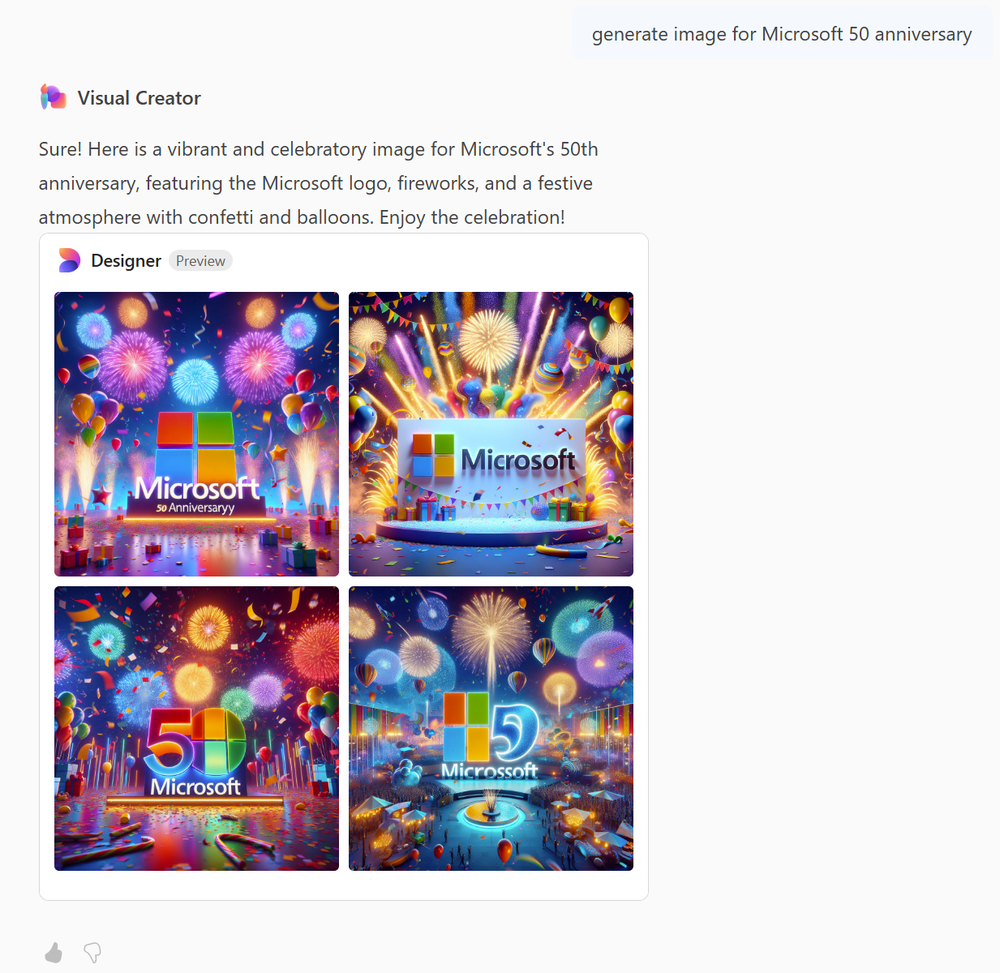 generate image for Microsoft 50 anniversary
Visual Creator
Sure! Here is a vibrant and celebratory image for Microsoft's 50th
anniversary, featuring the Microsoft logo, fireworks, and a festive
atmosphere with confetti and balloons. Enjoy the celebration!
Designer Preview
Microsoft
50 Anniversaryy
Microsoft
50
Microsoft
5
Microssoft